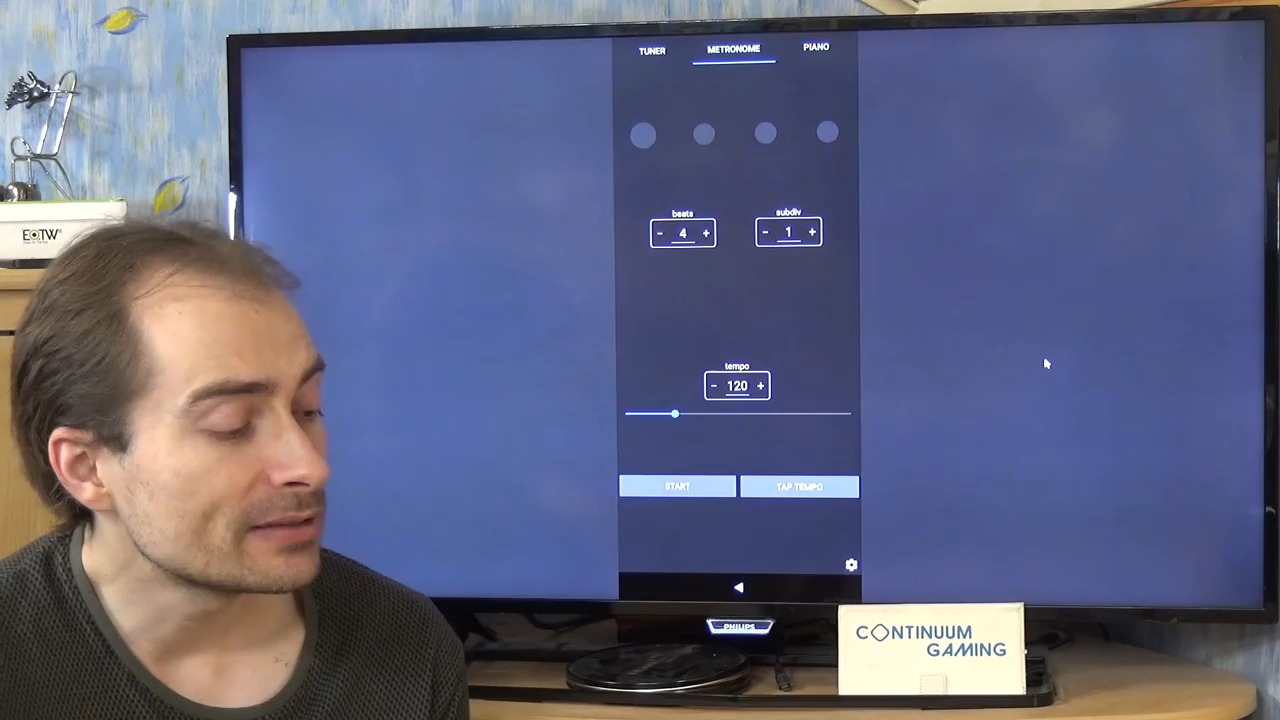 TUNER METRONOME PIANO
beats subdiv
- 4 + - 1 +
tempo
- 120 +
START TAP TEMPO
EOTW
PHILIPS
CONTINUUM
GAMING